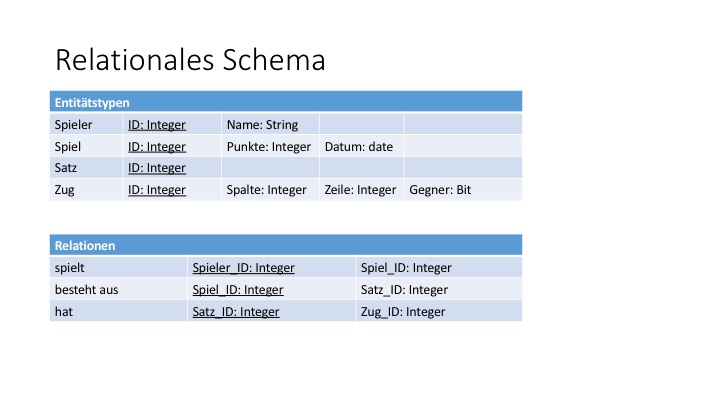 Relationales Schema
Entitätstypen
Spieler ID: Integer Name: String
Spiel ID: Integer Punkte: Integer Datum: date
Satz ID: Integer
Zug ID: Integer Spalte: Integer Zeile: Integer Gegner: Bit
Relationen
spielt Spieler_ID: Integer Spiel_ID: Integer
besteht aus Spiel_ID: Integer Satz_ID: Integer
hat Satz_ID: Integer Zug_ID: Integer